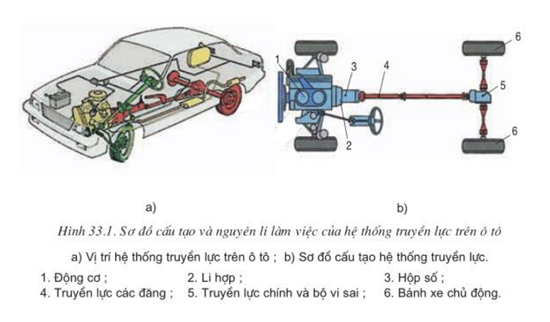 1
2
3
4
5
6
6
a)
b)
Hình 33.1. Sơ đồ cấu tạo và nguyên lí làm việc của hệ thống truyền lực trên ô tô
a) Vị trí hệ thống truyền lực trên ô tô ; b) Sơ đồ cấu tạo hệ thống truyền lực.
1. Động cơ ; 2. Li hợp ; 3. Hộp số ;
4. Truyền lực các đăng ; 5. Truyền lực chính và bộ vi sai ; 6. Bánh xe chủ động.